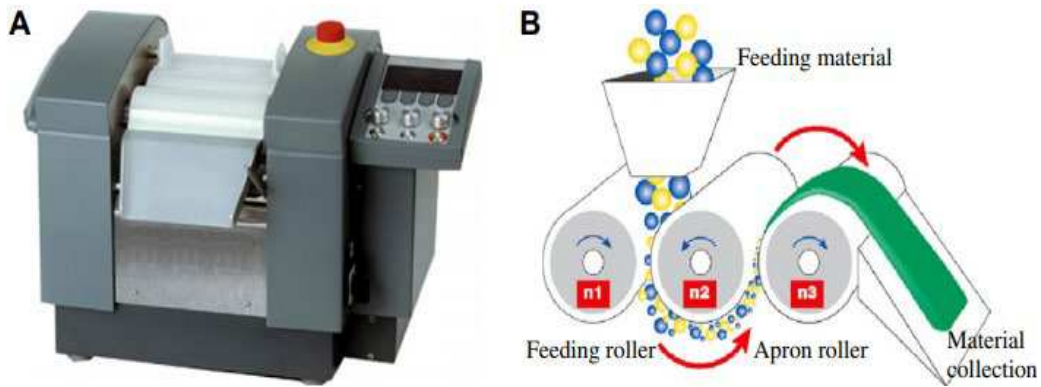 A
B
Feeding material
n1
n2
n3
Feeding roller
Apron roller
Material
collection